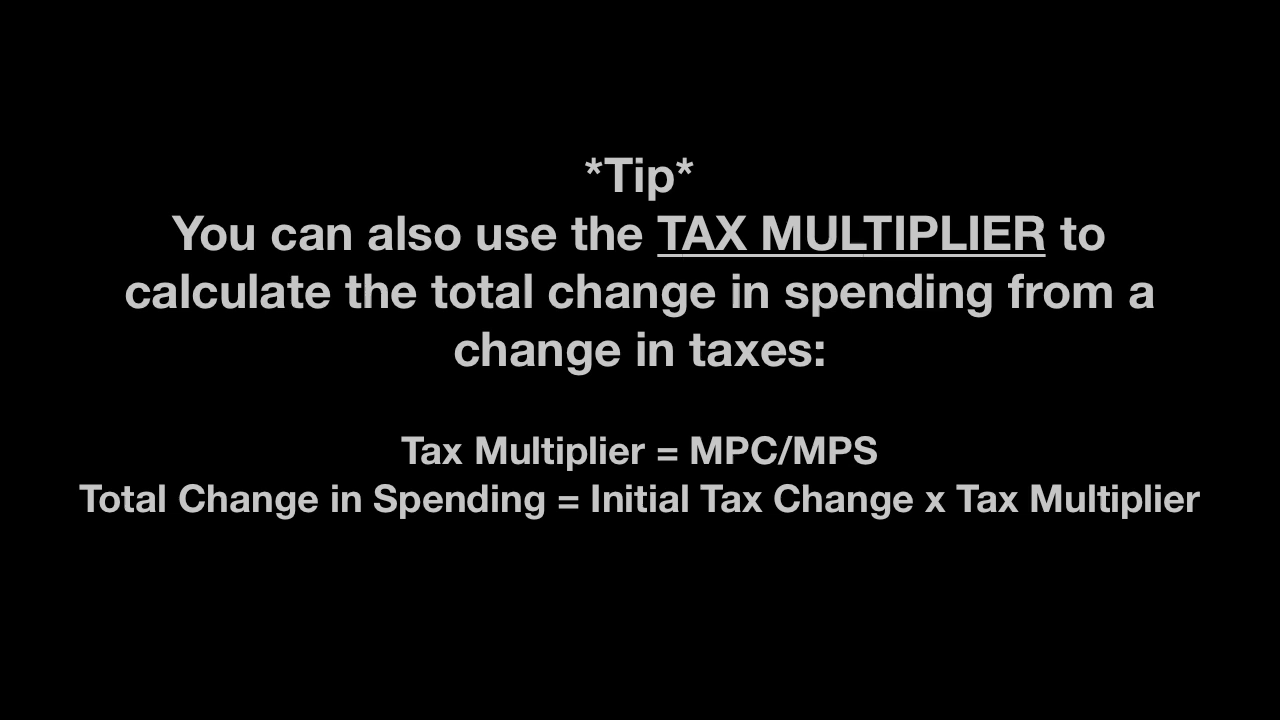 *Tip*
You can also use the TAX MULTIPLIER to
calculate the total change in spending from a
change in taxes:
Tax Multiplier = MPC/MPS
Total Change in Spending = Initial Tax Change x Tax Multiplier